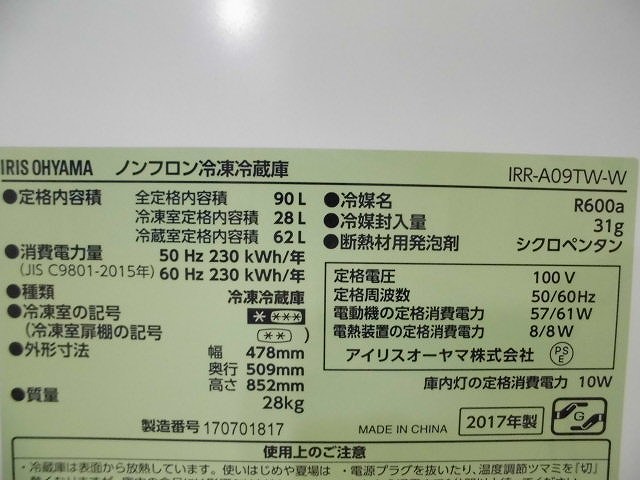 IRIS OHYAMA ノンフロン冷凍冷蔵庫 IRR-A09TW-W
●定格内容積 全定格内容積 90 L
冷凍室定格内容積 28 L
冷蔵室定格内容積 62 L
●消費電力量 50 Hz 230 kWh/年
(JIS C9801-2015年) 60 Hz 230 kWh/年
●種類 冷凍冷蔵庫
●冷凍室の記号
(冷凍室扉棚の記号)
●外形寸法 幅 478mm
奥行 509mm
高さ 852mm
●質量 28kg
製造番号 170701817
●冷媒名 R600a
●冷媒封入量 31g
●断熱材用発泡剤 シクロペンタン
定格電圧 100 V
定格周波数 50/60Hz
電動機の定格消費電力 57/61W
電熱装置の定格消費電力 8/8W
アイリスオーヤマ株式会社 PSE
庫内灯の定格消費電力 10W
MADE IN CHINA 2017年製 G
使用上のご注意
・冷蔵庫は表面から放熱しています。使いはじめや夏場は
・電源プラグを抜いたり、温度調節ツマミを「切」